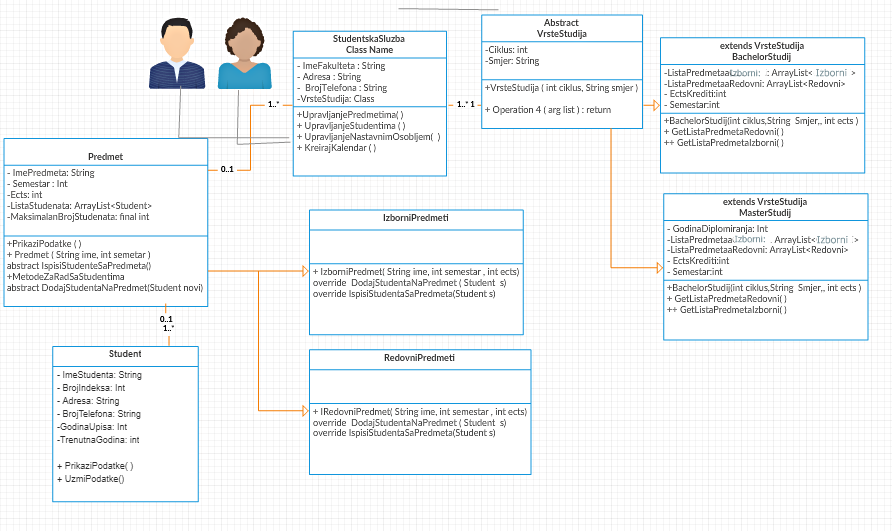 StudentskaSluzba
Class Name
- ImeFakulteta : String
- Adresa : String
- BrojTelefona : String
-VrsteStudija: Class
+UpravljanjePredmetima( )
+ UpravljanjeStudentima ( )
+ UpravljanjeNastavnimOsobljem( )
+ KreirajKalendar ( )
1..*
0..1
1..* 1
Abstract
VrsteStudija
-Ciklus: int
-Smjer: String
+VrsteStudija ( int ciklus, String smjer )
+ Operation 4 ( arg list ) : return
extends VrsteStudija
BachelorStudij
-ListaPredmetaaIzborni: .: ArrayList< Izborni >
-ListaPredmetaaRedovni: ArrayList<Redovni>
- EctsKrediti:int
- Semestar:int
+BachelorStudij(int ciklus,String Smjer,, int ects )
+ GetListaPredmetaRedovni( )
++ GetListaPredmetaIzborni( )
extends VrsteStudija
MasterStudij
- GodinaDiplomiranja: Int
-ListaPredmetaaIzborni: . ArrayList<Izborni :>
-ListaPredmetaaRedovni: ArrayList<Redovni>
- EctsKrediti:int
- Semestar:int
+BachelorStudij(int ciklus,String Smjer,, int ects )
+ GetListaPredmetaRedovni( )
++ GetListaPredmetaIzborni( )
Predmet
- ImePredmeta: String
- Semestar : Int
-Ects: int
-ListaStudenata: ArrayList<Student>
-MaksimalanBrojStudenata: final int
+PrikaziPodatke ( )
+ Predmet ( String ime, int semetar )
abstract IspisiStudenteSaPredmeta()
+MetodeZaRadSaStudentima
abstract DodajStudentaNaPredmet(Student novi)
0..1
1..*
IzborniPredmeti
+ IzborniPredmet( String ime, int semestar , int ects)
override DodajStudentaNaPredmet ( Student s)
override IspisiStudentaSaPredmeta(Student s)
RedovniPredmeti
+ IRedovniPredmet( String ime, int semestar , int ects)
override DodajStudentaNaPredmet ( Student s)
override IspisiStudentaSaPredmeta(Student s)
Student
- ImeStudenta: String
- BrojIndeksa: Int
- Adresa: String
- BrojTelefona: String
-GodinaUpisa: Int
-TrenutnaGodina: int
+ PrikaziPodatke( )
+ UzmiPodatke()